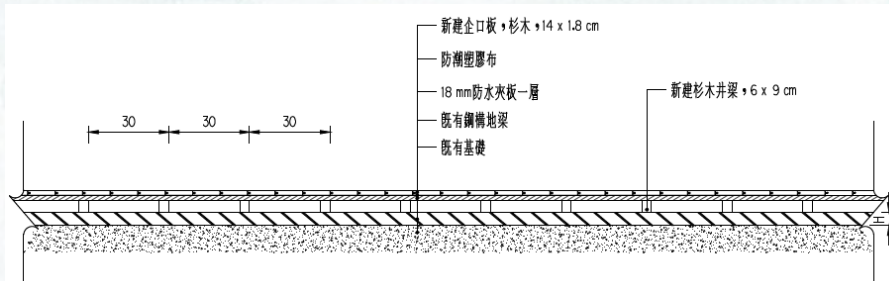 新建企口板，杉木，14 x 1.8 cm
防潮塑膠布
18 mm防水夾板一層
既有鋼構地梁
既有基礎
新建杉木井梁，6 x 9 cm
30 30 30